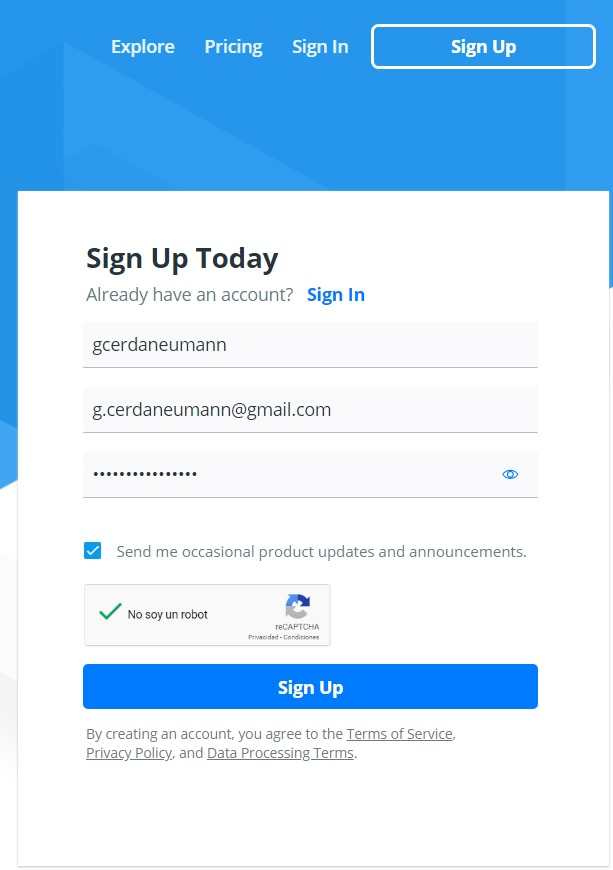 Explore Pricing Sign In Sign Up
Sign Up Today
Already have an account? Sign In
gcerdaneumann
g.cerdaneumann@gmail.com
••••••••••••••••
Send me occasional product updates and announcements.
No soy un robot
reCAPTCHA
Privacidad - Condiciones
Sign Up
By creating an account, you agree to the Terms of Service,
Privacy Policy, and Data Processing Terms.